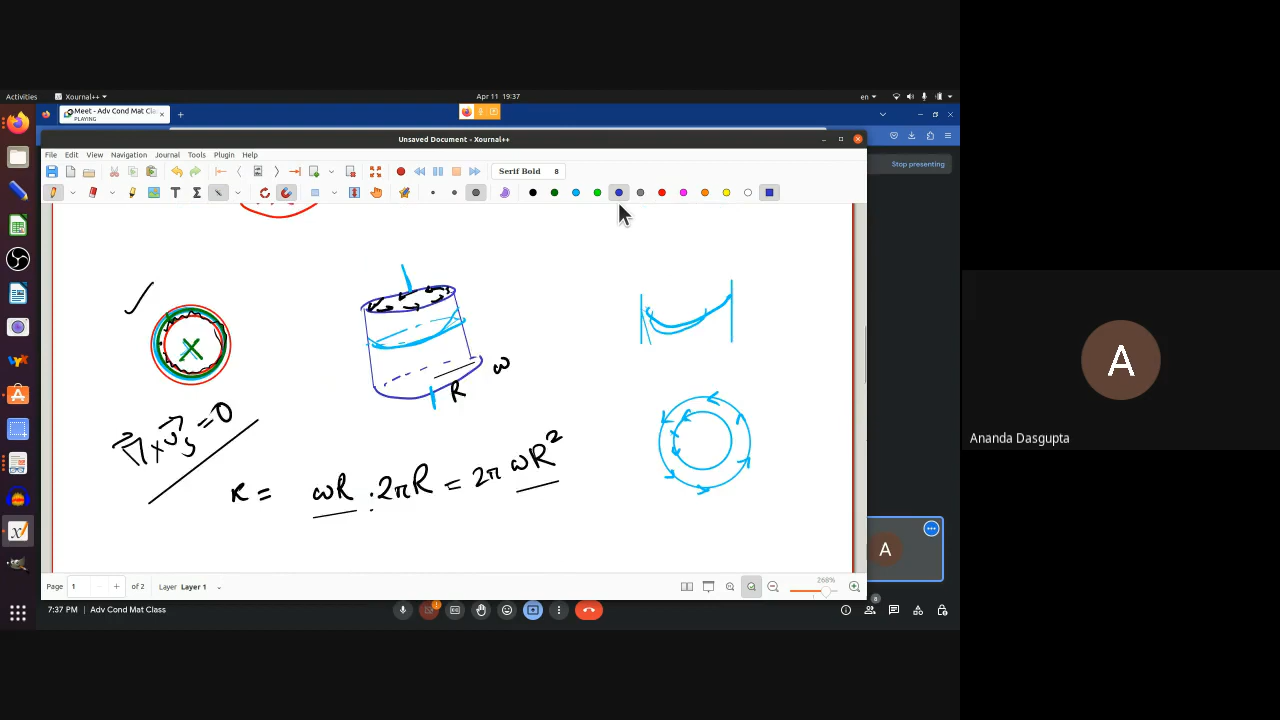 Activities Xournal++ Apr 11 19:37 en
Meet - Adv Cond Mat Cla
PLAYING
Unsaved Document - Xournal++
File Edit View Navigation Journal Tools Plugin Help
Stop presenting
Serif Bold 8
ω
R
∇⃗ × v⃗s = 0
κ = ωR . 2πR = 2π ωR²
A
Ananda Dasgupta
A
Page 1 of 2 Layer Layer 1 268%
7:37 PM Adv Cond Mat Class